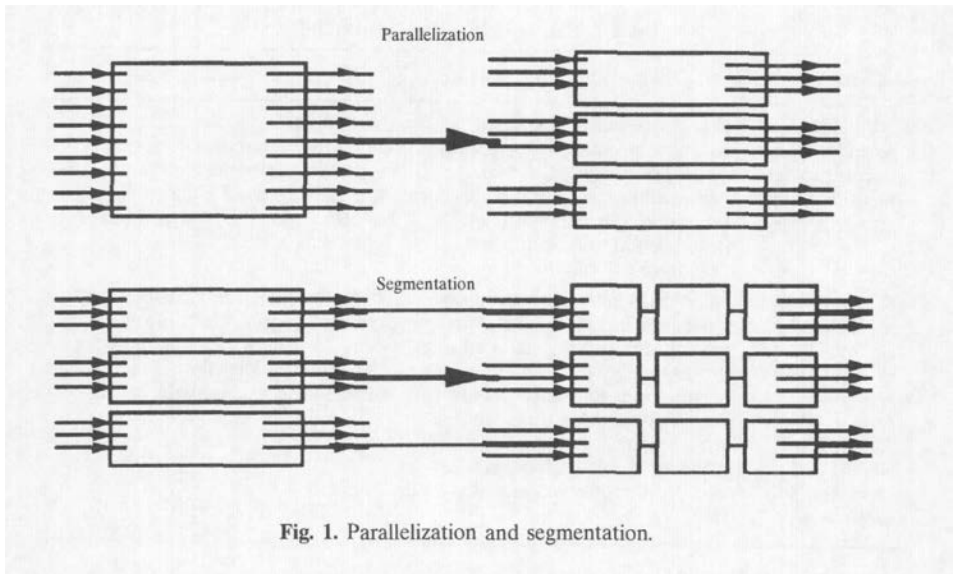 Parallelization
Segmentation
Fig. 1. Parallelization and segmentation.